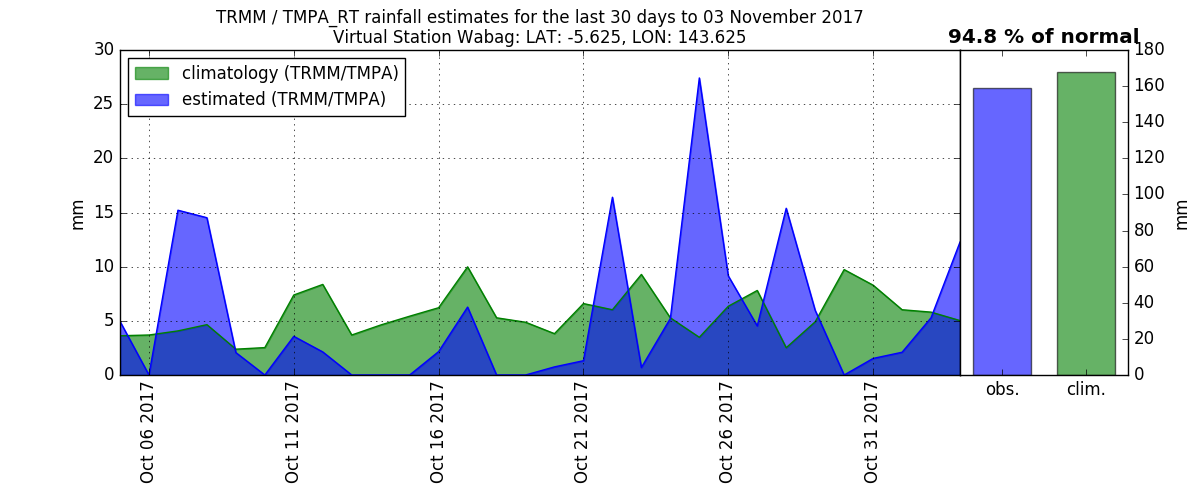 TRMM / TMPA_RT rainfall estimates for the last 30 days to 03 November 2017
Virtual Station Wabag: LAT: -5.625, LON: 143.625
94.8 % of normal
climatology (TRMM/TMPA)
estimated (TRMM/TMPA)
30
25
20
15
10
5
0
mm
Oct 06 2017
Oct 11 2017
Oct 16 2017
Oct 21 2017
Oct 26 2017
Oct 31 2017
obs.
clim.
180
160
140
120
100
80
60
40
20
0
mm